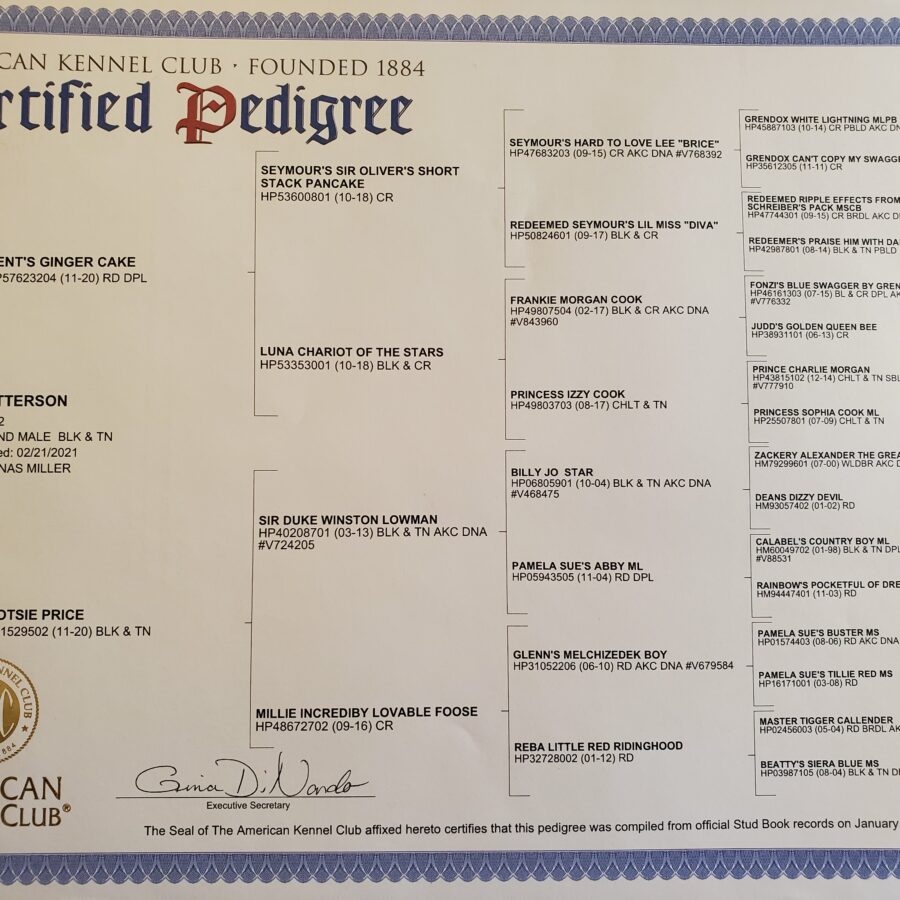 CAN KENNEL CLUB · FOUNDED 1884
rtified Pedigree
ENT'S GINGER CAKE
P57623204 (11-20) RD DPL
TTERSON
2
ND MALE BLK & TN
ed: 02/21/2021
NAS MILLER
OTSIE PRICE
1529502 (11-20) BLK & TN
SEYMOUR'S SIR OLIVER'S SHORT
STACK PANCAKE
HP53600801 (10-18) CR
LUNA CHARIOT OF THE STARS
HP53353001 (10-18) BLK & CR
SIR DUKE WINSTON LOWMAN
HP40208701 (03-13) BLK & TN AKC DNA
#V724205
MILLIE INCREDIBY LOVABLE FOOSE
HP48672702 (09-16) CR
SEYMOUR'S HARD TO LOVE LEE "BRICE"
HP47683203 (09-15) CR AKC DNA #V768392
REDEEMED SEYMOUR'S LIL MISS "DIVA"
HP50824601 (09-17) BLK & CR
FRANKIE MORGAN COOK
HP49807504 (02-17) BLK & CR AKC DNA
#V843960
PRINCESS IZZY COOK
HP49803703 (08-17) CHLT & TN
BILLY JO STAR
HP06805901 (10-04) BLK & TN AKC DNA
#V468475
PAMELA SUE'S ABBY ML
HP05943505 (11-04) RD DPL
GLENN'S MELCHIZEDEK BOY
HP31052206 (06-10) RD AKC DNA #V679584
REBA LITTLE RED RIDINGHOOD
HP32728002 (01-12) RD
GRENDOX WHITE LIGHTNING MLPB
HP45887103 (10-14) CR PBLD AKC DN
GRENDOX CAN'T COPY MY SWAGGE
HP35612305 (11-11) CR
REDEEMED RIPPLE EFFECTS FROM
SCHREIBER'S PACK MSCB
HP47744301 (09-15) CR BRDL AKC D
REDEEMER'S PRAISE HIM WITH DA
HP42987801 (08-14) BLK & TN PBLD
FONZI'S BLUE SWAGGER BY GREN
HP46161303 (07-15) BL & CR DPL AK
#V776332
JUDD'S GOLDEN QUEEN BEE
HP38931101 (06-13) CR
PRINCE CHARLIE MORGAN
HP43815102 (12-14) CHLT & TN SBL
#V777910
PRINCESS SOPHIA COOK ML
HP25507801 (07-09) CHLT & TN
ZACKERY ALEXANDER THE GREA
HM79299601 (07-00) WLDBR AKC D
DEANS DIZZY DEVIL
HM93057402 (01-02) RD
CALABEL'S COUNTRY BOY ML
HM60049702 (01-98) BLK & TN DPL
#V88531
RAINBOW'S POCKETFUL OF DRE
HM94447401 (11-03) RD
PAMELA SUE'S BUSTER MS
HP01574403 (08-06) RD AKC DNA
PAMELA SUE'S TILLIE RED MS
HP16171001 (03-08) RD
MASTER TIGGER CALLENDER
HP02456003 (05-04) RD BRDL AK
BEATTY'S SIERA BLUE MS
HP03987105 (08-04) BLK & TN D
KENNEL CLUB
1884
ICAN
CLUB®
Gina DiNardo
Executive Secretary
The Seal of The American Kennel Club affixed hereto certifies that this pedigree was compiled from official Stud Book records on January